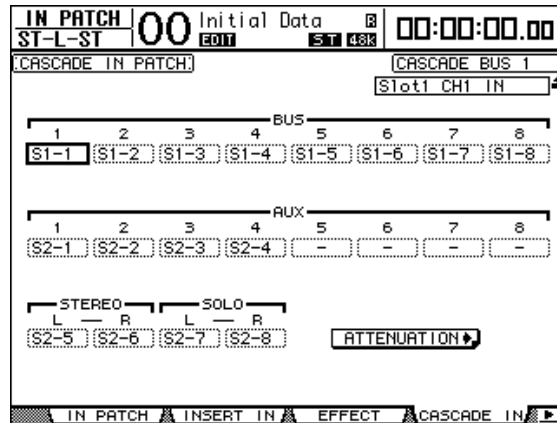 IN PATCH 00 Initial Data R 00:00:00.00
ST-L-ST EDIT S.T 48K
CASCADE IN PATCH CASCADE BUS 1
Slot1 CH1 IN
BUS
1 2 3 4 5 6 7 8
S1-1 S1-2 S1-3 S1-4 S1-5 S1-6 S1-7 S1-8
AUX
1 2 3 4 5 6 7 8
S2-1 S2-2 S2-3 S2-4 - - - -
STEREO SOLO
L — R L — R
S2-5 S2-6 S2-7 S2-8 ATTENUATION
IN PATCH INSERT IN EFFECT CASCADE IN